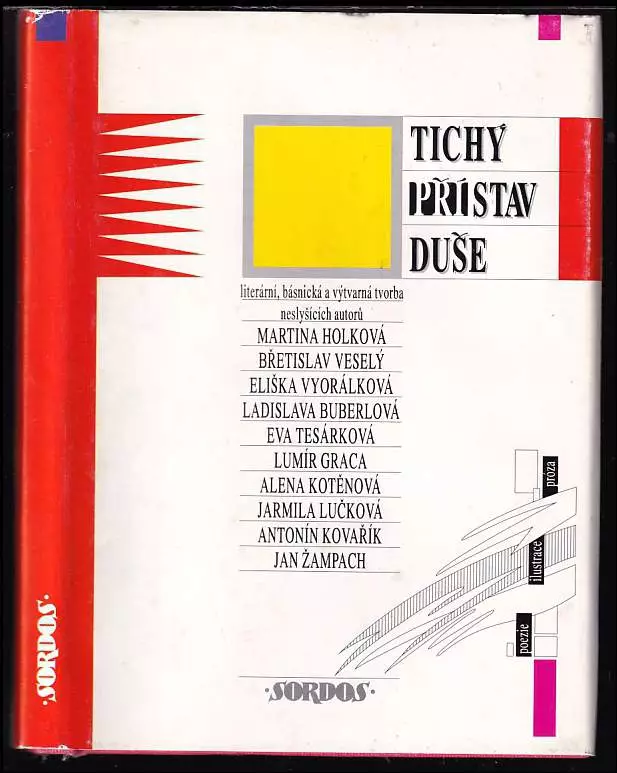 TICHÝ
PŘÍSTAV
DUŠE
literární, básnická a výtvarná tvorba
neslyšících autorů
MARTINA HOLKOVÁ
BŘETISLAV VESELÝ
ELIŠKA VYORÁLKOVÁ
LADISLAVA BUBERLOVÁ
EVA TESÁRKOVÁ
LUMÍR GRACA
ALENA KOTĚNOVÁ
JARMILA LUČKOVÁ
ANTONÍN KOVAŘÍK
JAN ŽAMPACH
próza
ilustrace
poezie
·SORDOS·
·SORDOS·